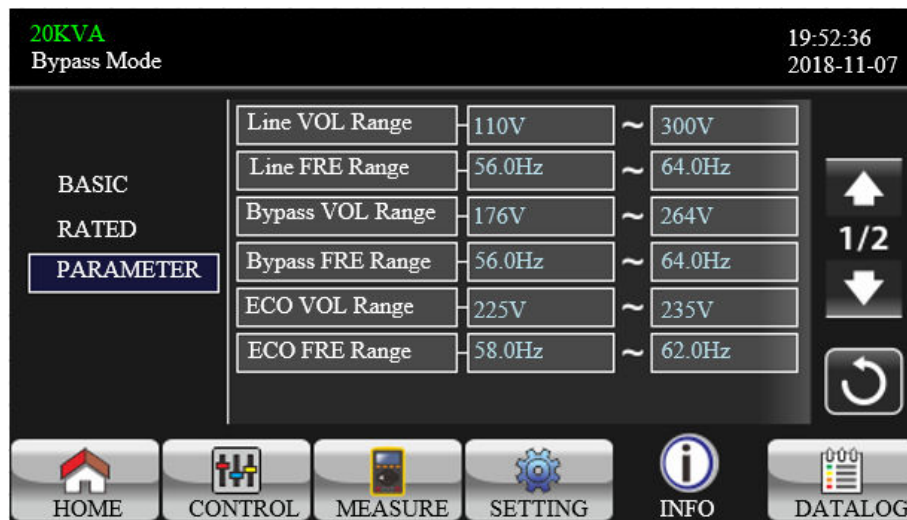 20KVA
Bypass Mode
19:52:36
2018-11-07
BASIC
RATED
PARAMETER
Line VOL Range 110V ~ 300V
Line FRE Range 56.0Hz ~ 64.0Hz
Bypass VOL Range 176V ~ 264V
Bypass FRE Range 56.0Hz ~ 64.0Hz
ECO VOL Range 225V ~ 235V
ECO FRE Range 58.0Hz ~ 62.0Hz
1/2
HOME CONTROL MEASURE SETTING INFO DATALOG